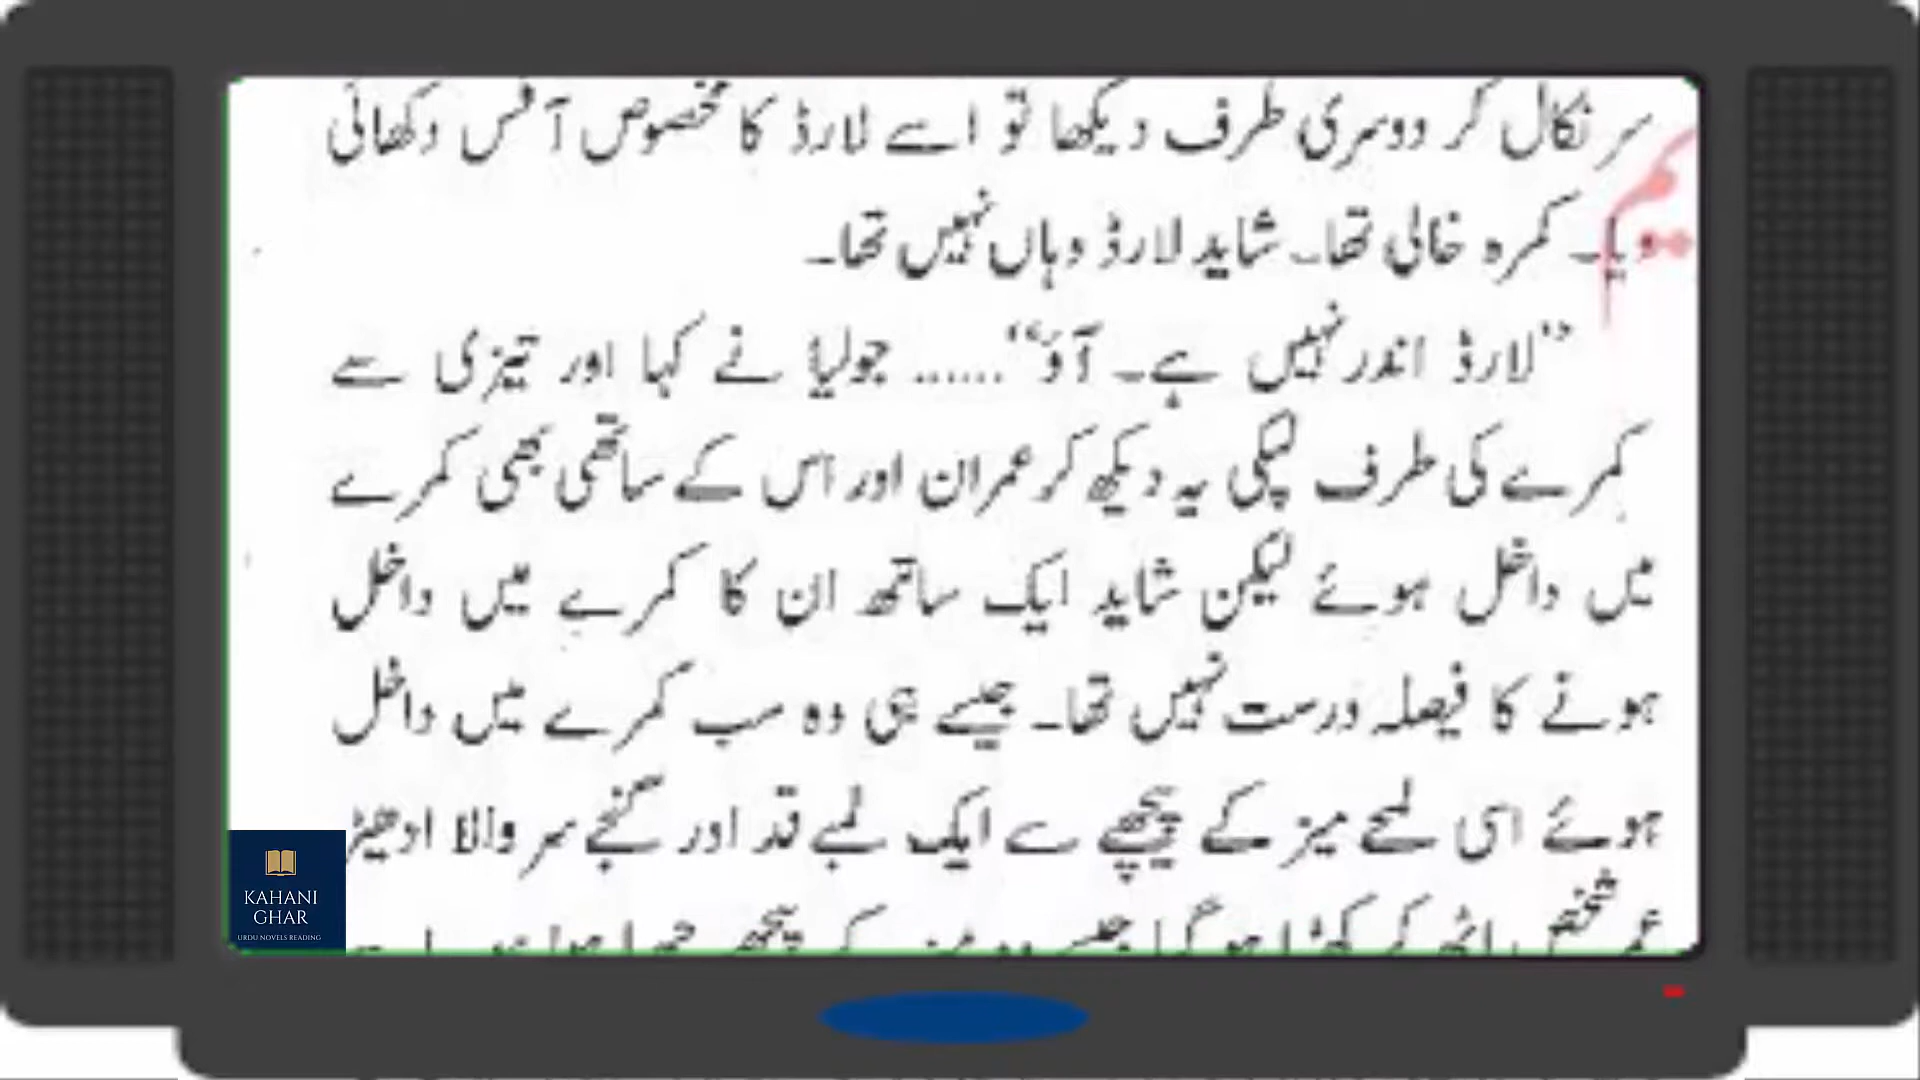 سر نکال کر دوسری طرف دیکھا تو اسے لارڈ کا مخصوص آفس دکھائی
دیا۔ کمرہ خالی تھا۔ شاید لارڈ وہاں نہیں تھا۔
”لارڈ اندر نہیں ہے۔ آؤ“...... جولیا نے کہا اور تیزی سے
کمرے کی طرف لپکی یہ دیکھ کر عمران اور اس کے ساتھی بھی کمرے
میں داخل ہوئے لیکن شاید ایک ساتھ ان کا کمرے میں داخل
ہونے کا فیصلہ درست نہیں تھا۔ جیسے ہی وہ سب کمرے میں داخل
ہوئے اسی لمحے میز کے پیچھے سے ایک لمبے قد اور گنجے سر والا ادھیڑ
KAHANI
GHAR
URDU NOVELS READING